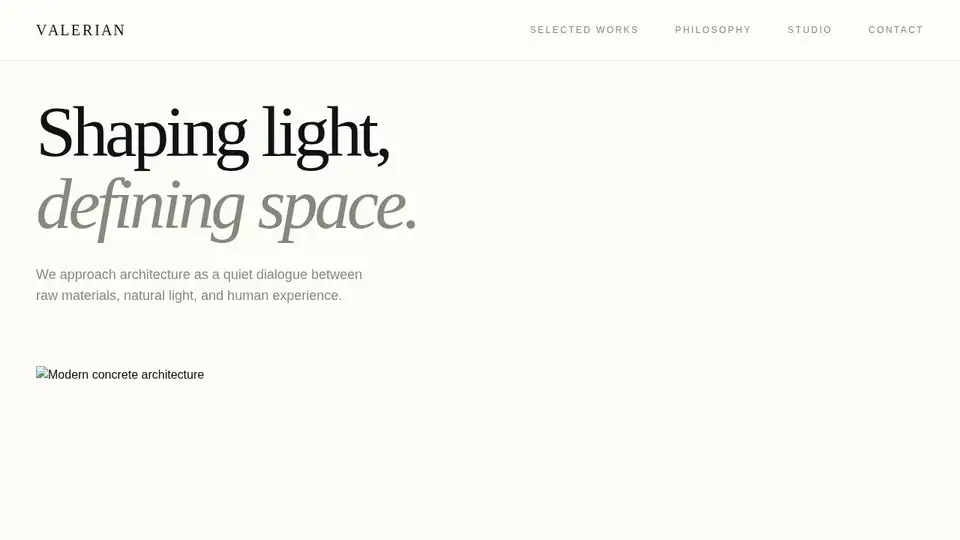 VALERIAN
SELECTED WORKS
PHILOSOPHY
STUDIO
CONTACT
Shaping light,
defining space.
We approach architecture as a quiet dialogue between
raw materials, natural light, and human experience.
Modern concrete architecture